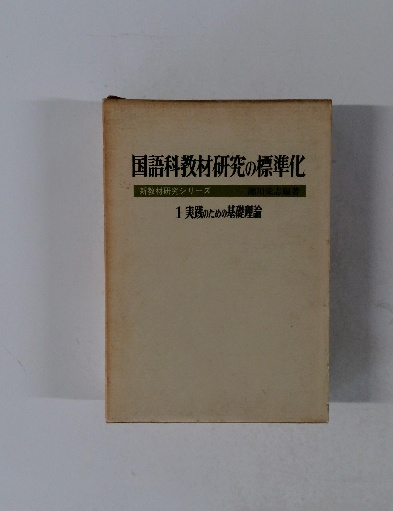 国語科教材研究の標準化
新教材研究シリーズ
1 実践のための基礎理論